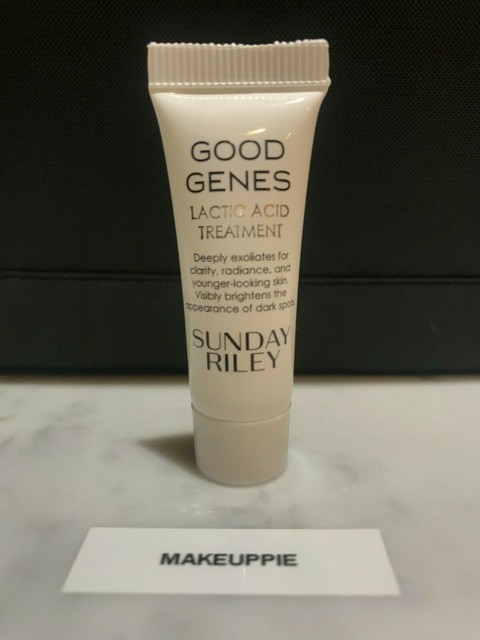 GOOD
GENES
LACTIC ACID
TREATMENT
Deeply exfoliates for
clarity, radiance, and
younger-looking skin.
Visibly brightens the
appearance of dark spots.
SUNDAY
RILEY
MAKEUPPIE